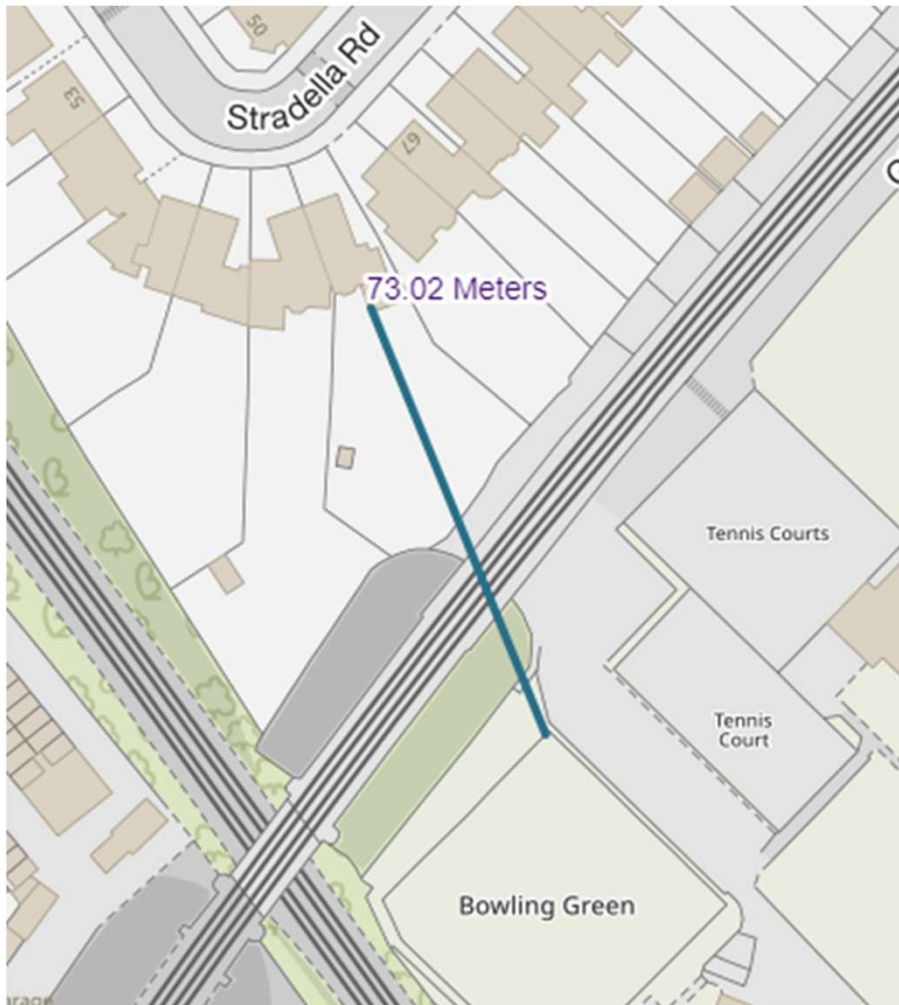 50
Stradella Rd
53
67
73.02 Meters
Tennis Courts
Tennis
Court
Bowling Green